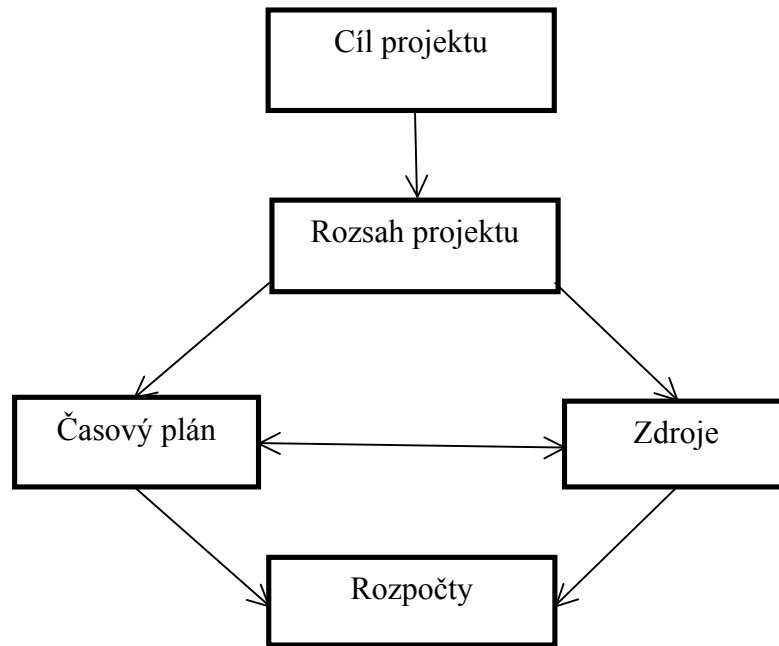 Cíl projektu
Rozsah projektu
Časový plán
Zdroje
Rozpočty